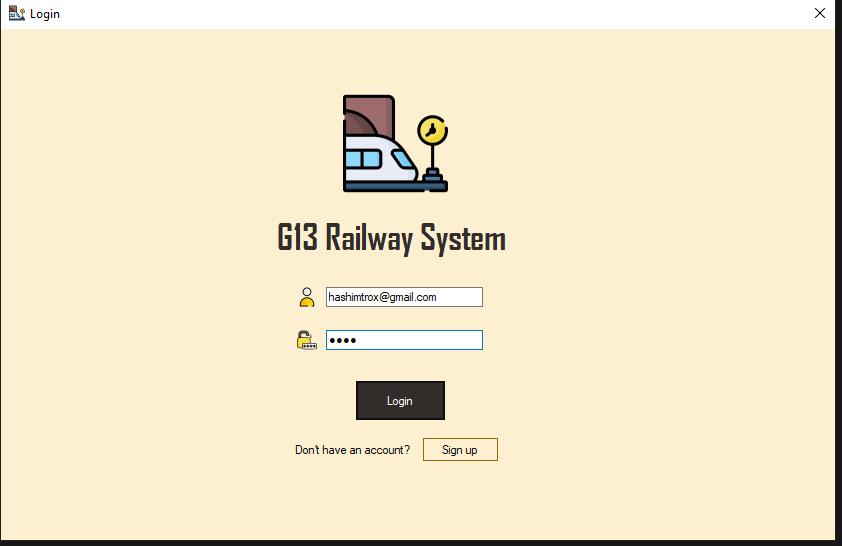 Login
G13 Railway System
hashimtrox@gmail.com
••••
Login
Don't have an account? Sign up